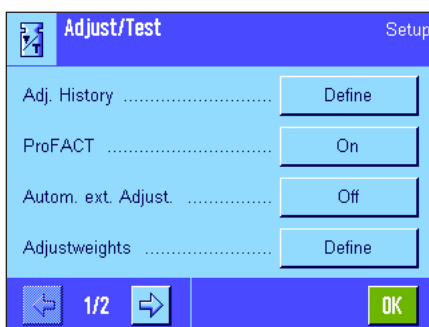 Adjust/Test
Setup
Adj. History ........................... Define
ProFACT ............................. On
Autom. ext. Adjust. ............... Off
Adjustweights ...................... Define
1/2
OK